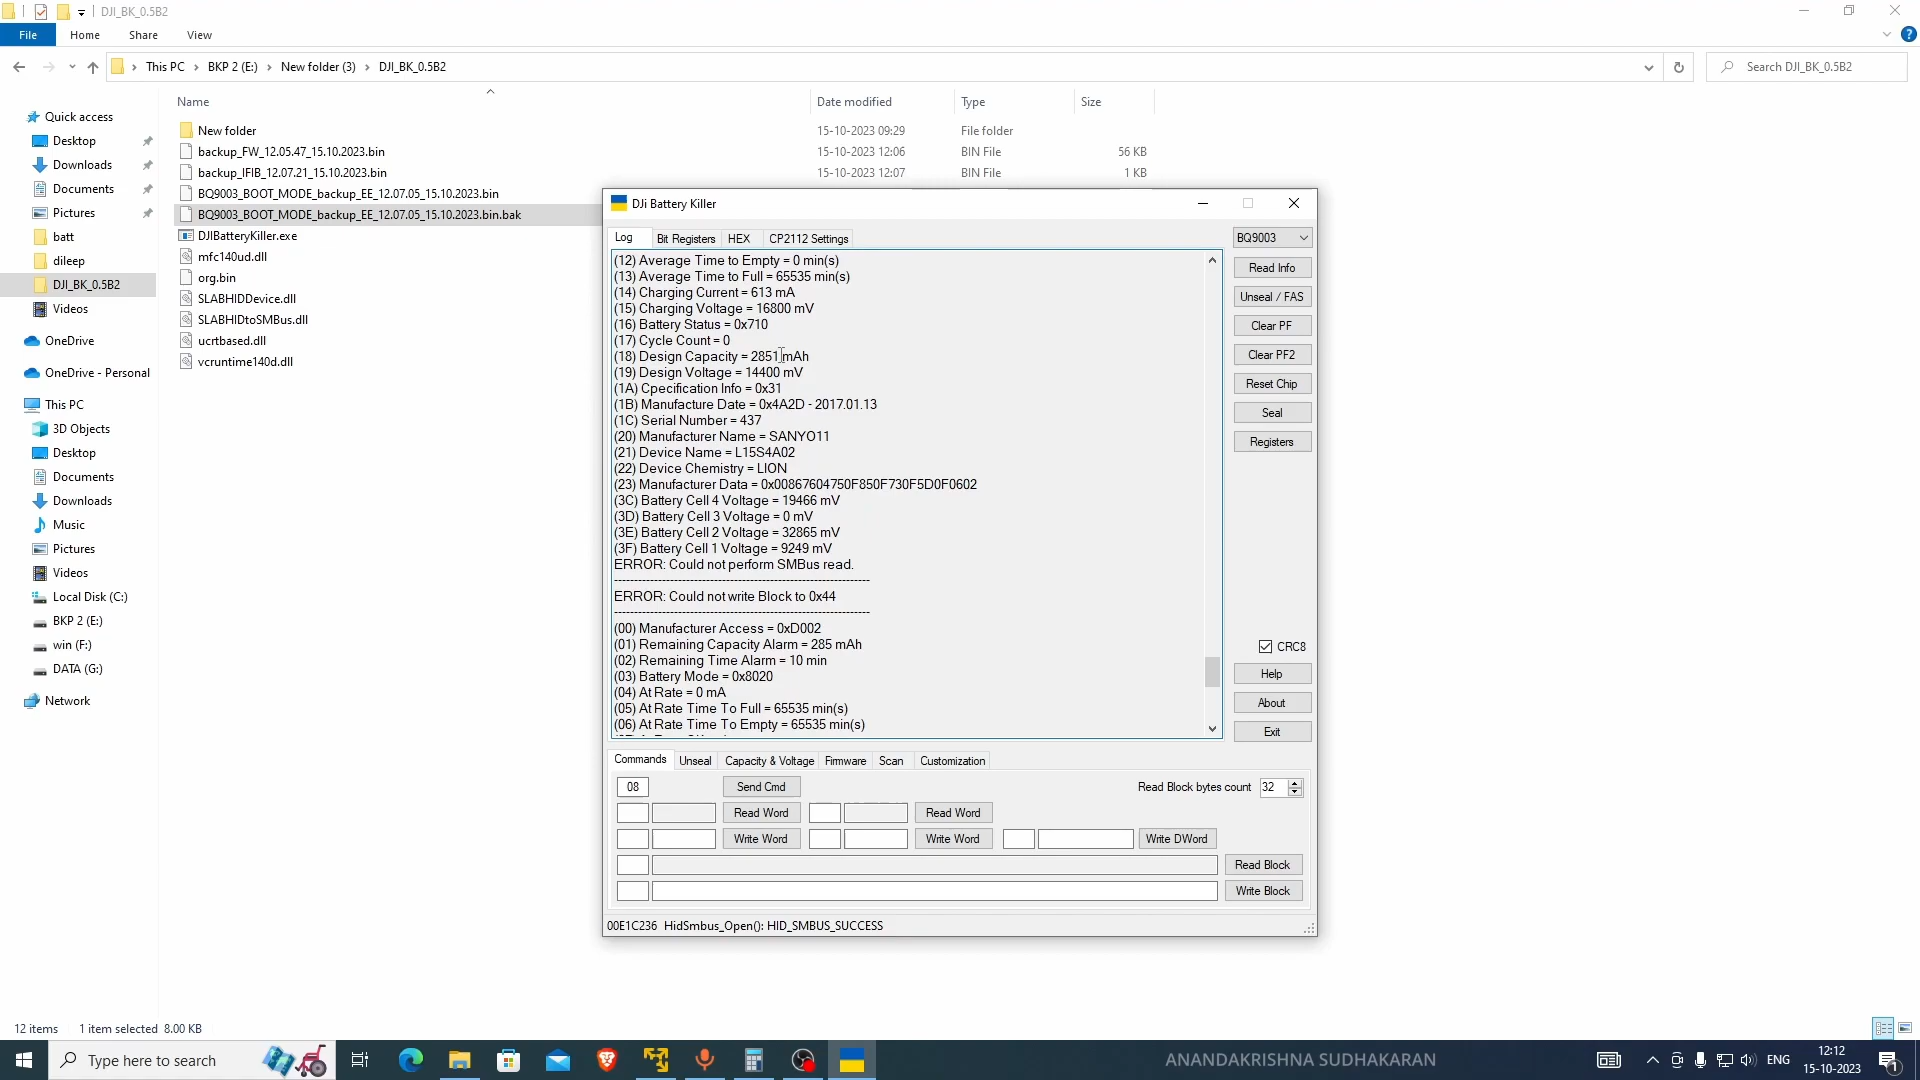 DJI_BK_0.5B2
File
Home
Share
View
This PC
BKP 2 (E:)
New folder (3)
DJI_BK_0.5B2
Search DJI_BK_0.5B2
Quick access
Desktop
Downloads
Documents
Pictures
batt
dileep
DJI_BK_0.5B2
Videos
OneDrive
OneDrive - Personal
This PC
3D Objects
Desktop
Documents
Downloads
Music
Pictures
Videos
Local Disk (C:)
BKP 2 (E:)
win (F:)
DATA (G:)
Network
Name Date modified Type Size
New folder 15-10-2023 09:29 File folder
backup_FW_12.05.47_15.10.2023.bin 15-10-2023 12:06 BIN File 56 KB
backup_IFIB_12.07.21_15.10.2023.bin 15-10-2023 12:07 BIN File 1 KB
BQ9003_BOOT_MODE_backup_EE_12.07.05_15.10.2023.bin
BQ9003_BOOT_MODE_backup_EE_12.07.05_15.10.2023.bin.bak
DJIBatteryKiller.exe
mfc140ud.dll
org.bin
SLABHIDDevice.dll
SLABHIDtoSMBus.dll
ucrtbased.dll
vcruntime140d.dll
DJi Battery Killer
Log Bit Registers HEX CP2112 Settings
(12) Average Time to Empty = 0 min(s)
(13) Average Time to Full = 65535 min(s)
(14) Charging Current = 613 mA
(15) Charging Voltage = 16800 mV
(16) Battery Status = 0x710
(17) Cycle Count = 0
(18) Design Capacity = 2851 mAh
(19) Design Voltage = 14400 mV
(1A) Cpecification Info = 0x31
(1B) Manufacture Date = 0x4A2D - 2017.01.13
(1C) Serial Number = 437
(20) Manufacturer Name = SANYO11
(21) Device Name = L15S4A02
(22) Device Chemistry = LION
(23) Manufacturer Data = 0x00867604750F850F730F5D0F0602
(3C) Battery Cell 4 Voltage = 19466 mV
(3D) Battery Cell 3 Voltage = 0 mV
(3E) Battery Cell 2 Voltage = 32865 mV
(3F) Battery Cell 1 Voltage = 9249 mV
ERROR: Could not perform SMBus read.
----------------------------------------------------------------
ERROR: Could not write Block to 0x44
----------------------------------------------------------------
(00) Manufacturer Access = 0xD002
(01) Remaining Capacity Alarm = 285 mAh
(02) Remaining Time Alarm = 10 min
(03) Battery Mode = 0x8020
(04) At Rate = 0 mA
(05) At Rate Time To Full = 65535 min(s)
(06) At Rate Time To Empty = 65535 min(s)
BQ9003
Read Info
Unseal / FAS
Clear PF
Clear PF2
Reset Chip
Seal
Registers
CRC8
Help
About
Exit
Commands Unseal Capacity & Voltage Firmware Scan Customization
08 Send Cmd Read Block bytes count 32
Read Word Read Word
Write Word Write Word Write DWord
Read Block
Write Block
00E1C236 HidSmbus_Open(): HID_SMBUS_SUCCESS
12 items 1 item selected 8.00 KB
Type here to search
ANANDAKRISHNA SUDHAKARAN
ENG
12:12
15-10-2023
1